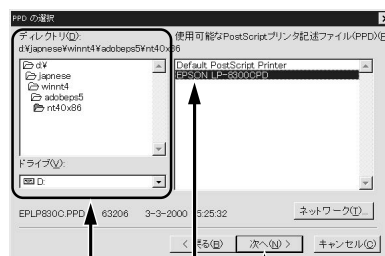 PPD の選択
ディレクトリ(D):
d:¥japnese¥winnt4¥adobeps5¥nt40x86
使用可能なPostScriptプリンタ記述ファイル(PPD)(E
d:¥
japnese
winnt4
adobeps5
nt40x86
Default PostScript Printer
EPSON LP-8300CPD
ドライブ(V):
D:
EPLP830C.PPD 63206 3-3-2000 5:25:32
ネットワーク(T)...
< 戻る(B)
次へ(N) >
キャンセル(C)